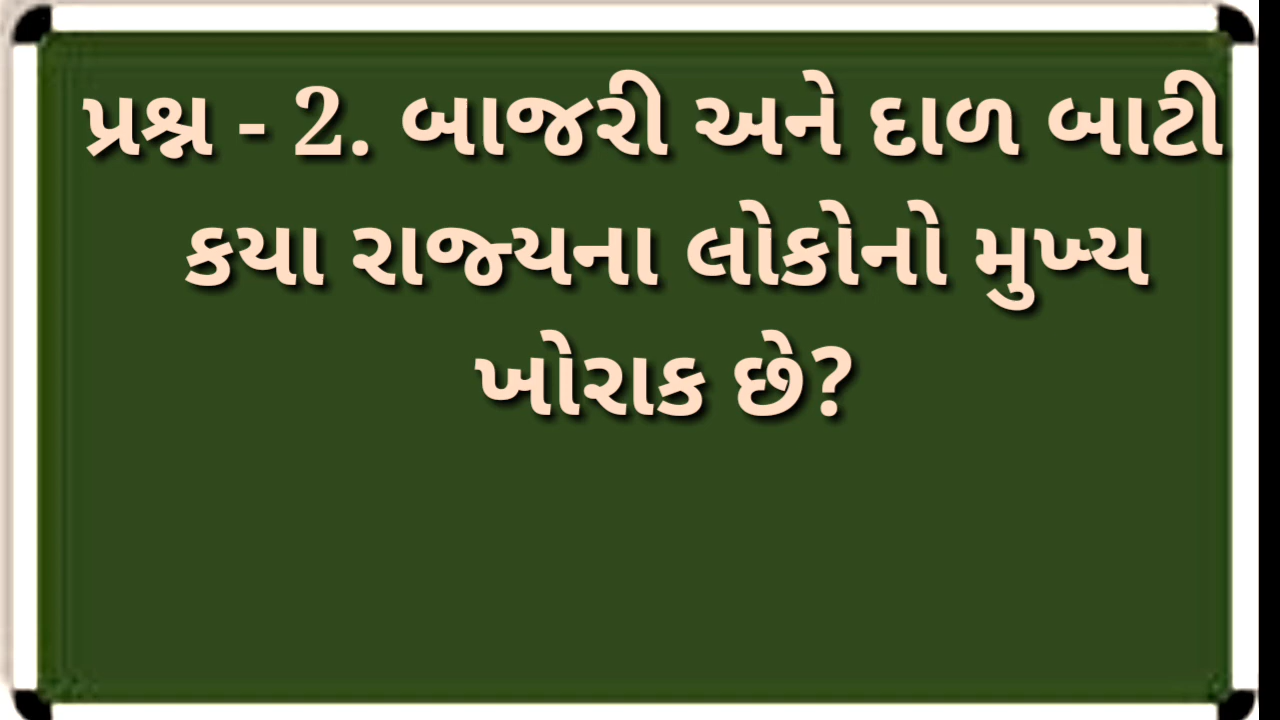 પ્રશ્ન - 2. બાજરી અને દાળ બાટી
કયા રાજ્યના લોકોનો મુખ્ય
ખોરાક છે?